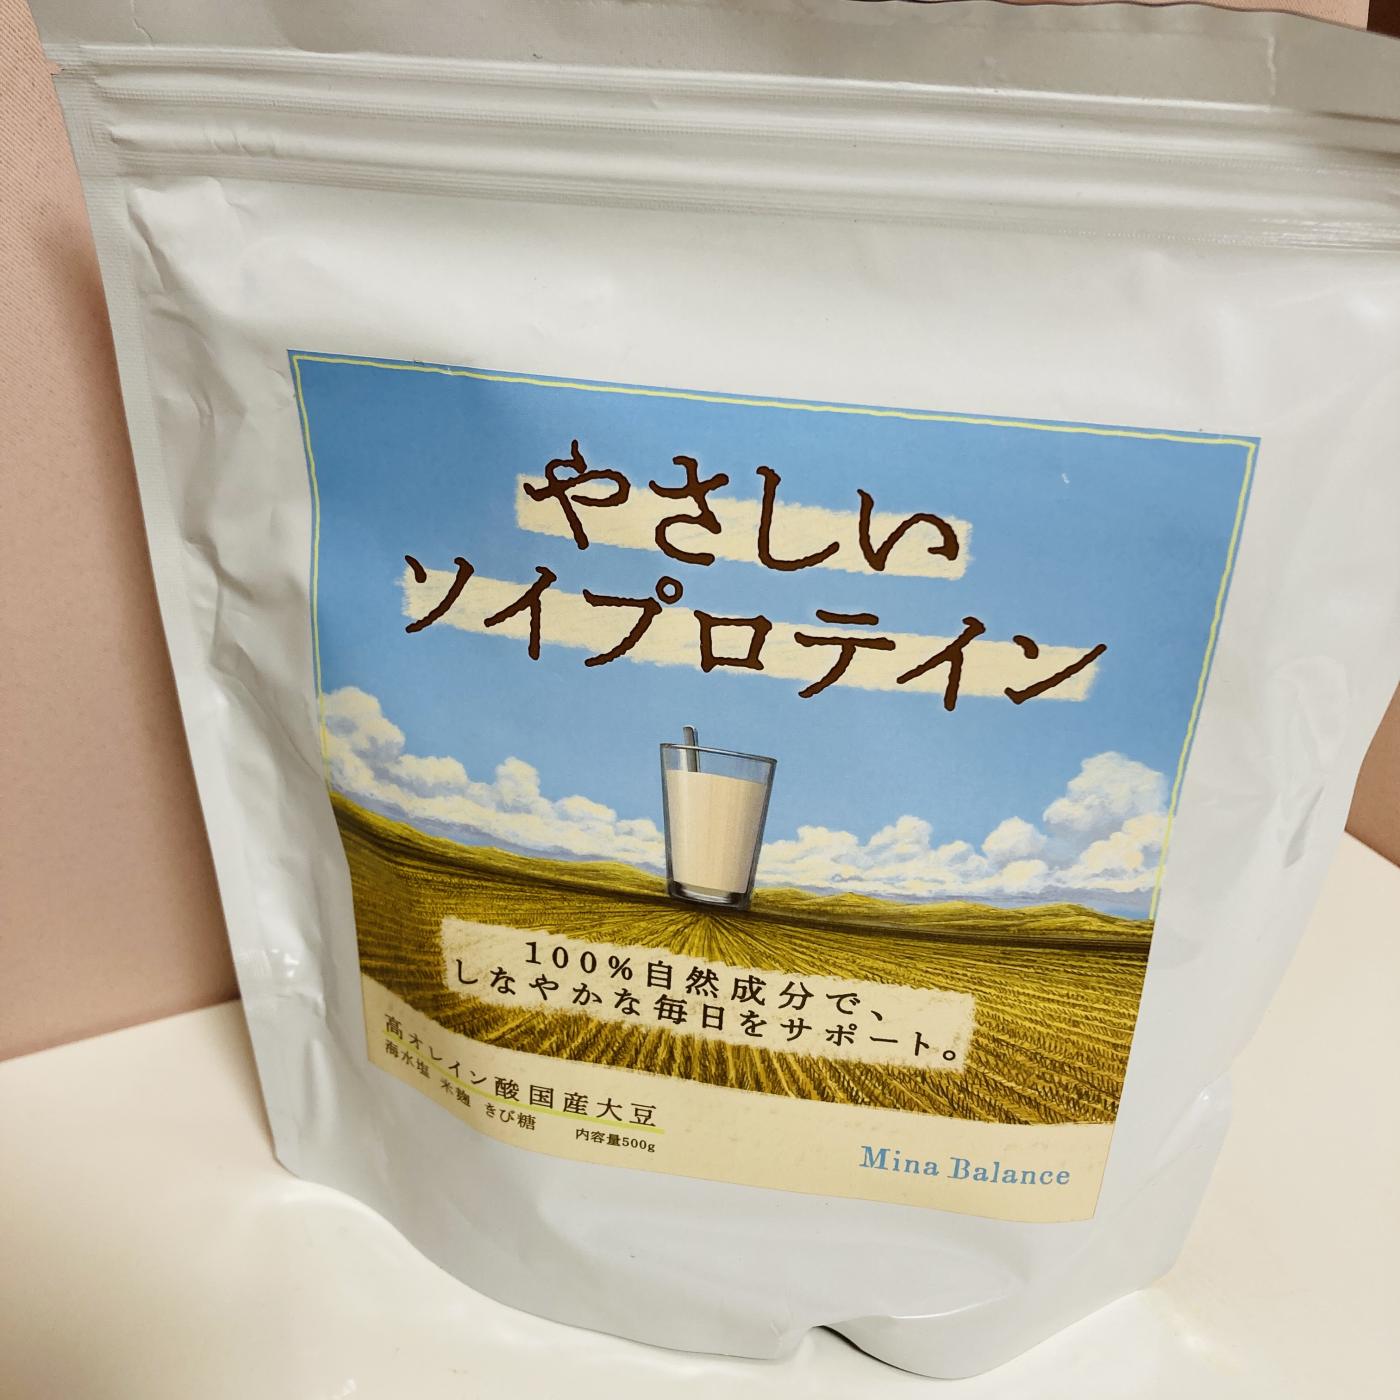 やさしい
ソイプロテイン
100%自然成分で、
しなやかな毎日をサポート。
高オレイン酸国産大豆
海水塩 米麹 きび糖
内容量500g
Mina Balance